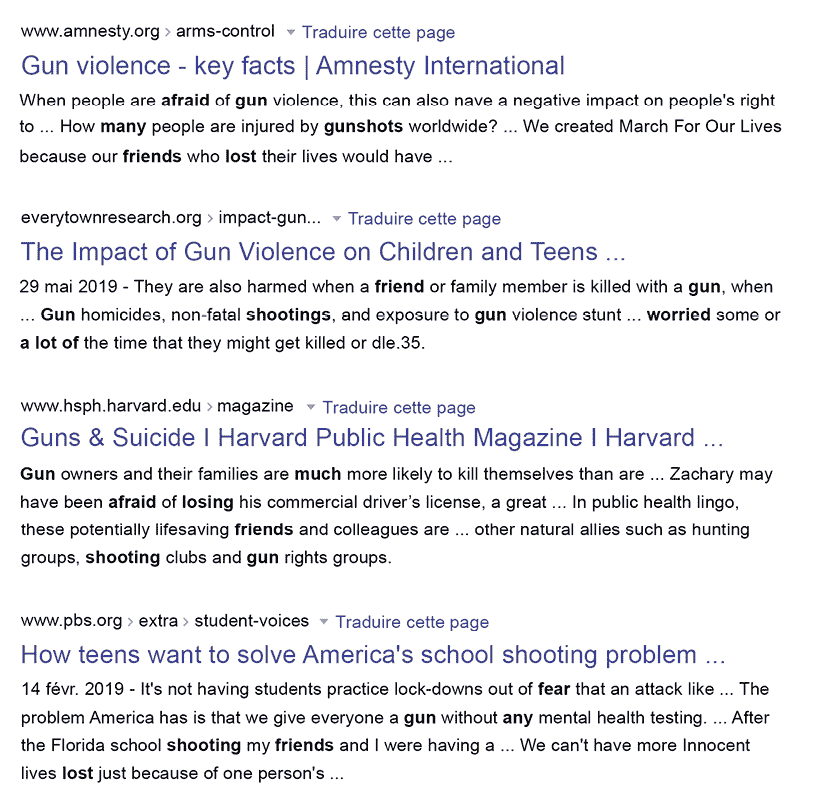 www.amnesty.org › arms-control ▼ Traduire cette page
Gun violence - key facts | Amnesty International
When people are afraid of gun violence, this can also nave a negative impact on people's right
to ... How many people are injured by gunshots worldwide? ... We created March For Our Lives
because our friends who lost their lives would have ...
everytownresearch.org › impact-gun... ▼ Traduire cette page
The Impact of Gun Violence on Children and Teens ...
29 mai 2019 - They are also harmed when a friend or family member is killed with a gun, when
... Gun homicides, non-fatal shootings, and exposure to gun violence stunt ... worried some or
a lot of the time that they might get killed or dle.35.
www.hsph.harvard.edu › magazine ▼ Traduire cette page
Guns & Suicide I Harvard Public Health Magazine I Harvard ...
Gun owners and their families are much more likely to kill themselves than are ... Zachary may
have been afraid of losing his commercial driver’s license, a great ... In public health lingo,
these potentially lifesaving friends and colleagues are ... other natural allies such as hunting
groups, shooting clubs and gun rights groups.
www.pbs.org › extra › student-voices ▼ Traduire cette page
How teens want to solve America's school shooting problem ...
14 févr. 2019 - It's not having students practice lock-downs out of fear that an attack like ... The
problem America has is that we give everyone a gun without any mental health testing. ... After
the Florida school shooting my friends and I were having a ... We can't have more Innocent
lives lost just because of one person's ...